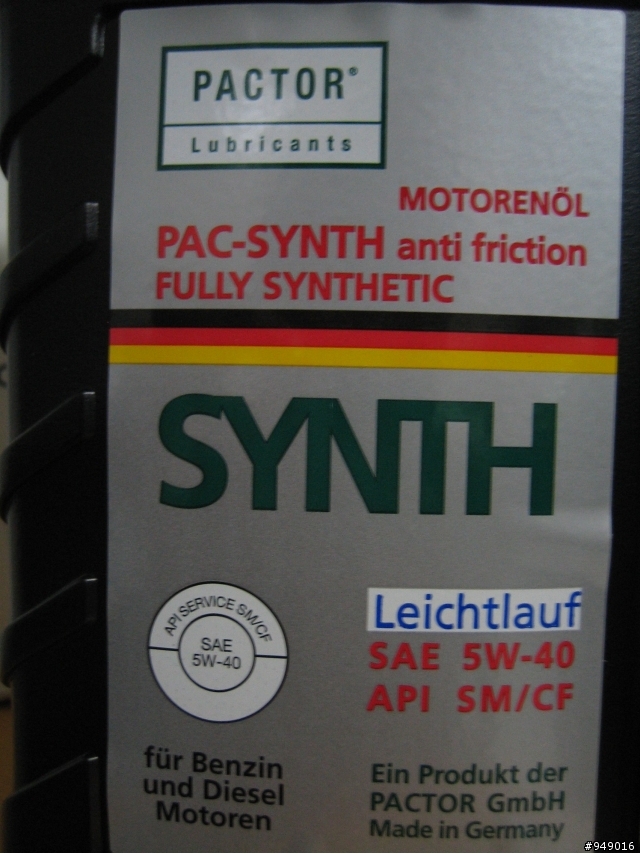 PACTOR®
Lubricants
MOTORENÖL
PAC-SYNTH anti friction
FULLY SYNTHETIC
SYNTH
API SERVICE SM/CF
SAE
5W-40
Leichtlauf
SAE 5W-40
API SM/CF
für Benzin
und Diesel
Motoren
Ein Produkt der
PACTOR GmbH
Made in Germany
#949016